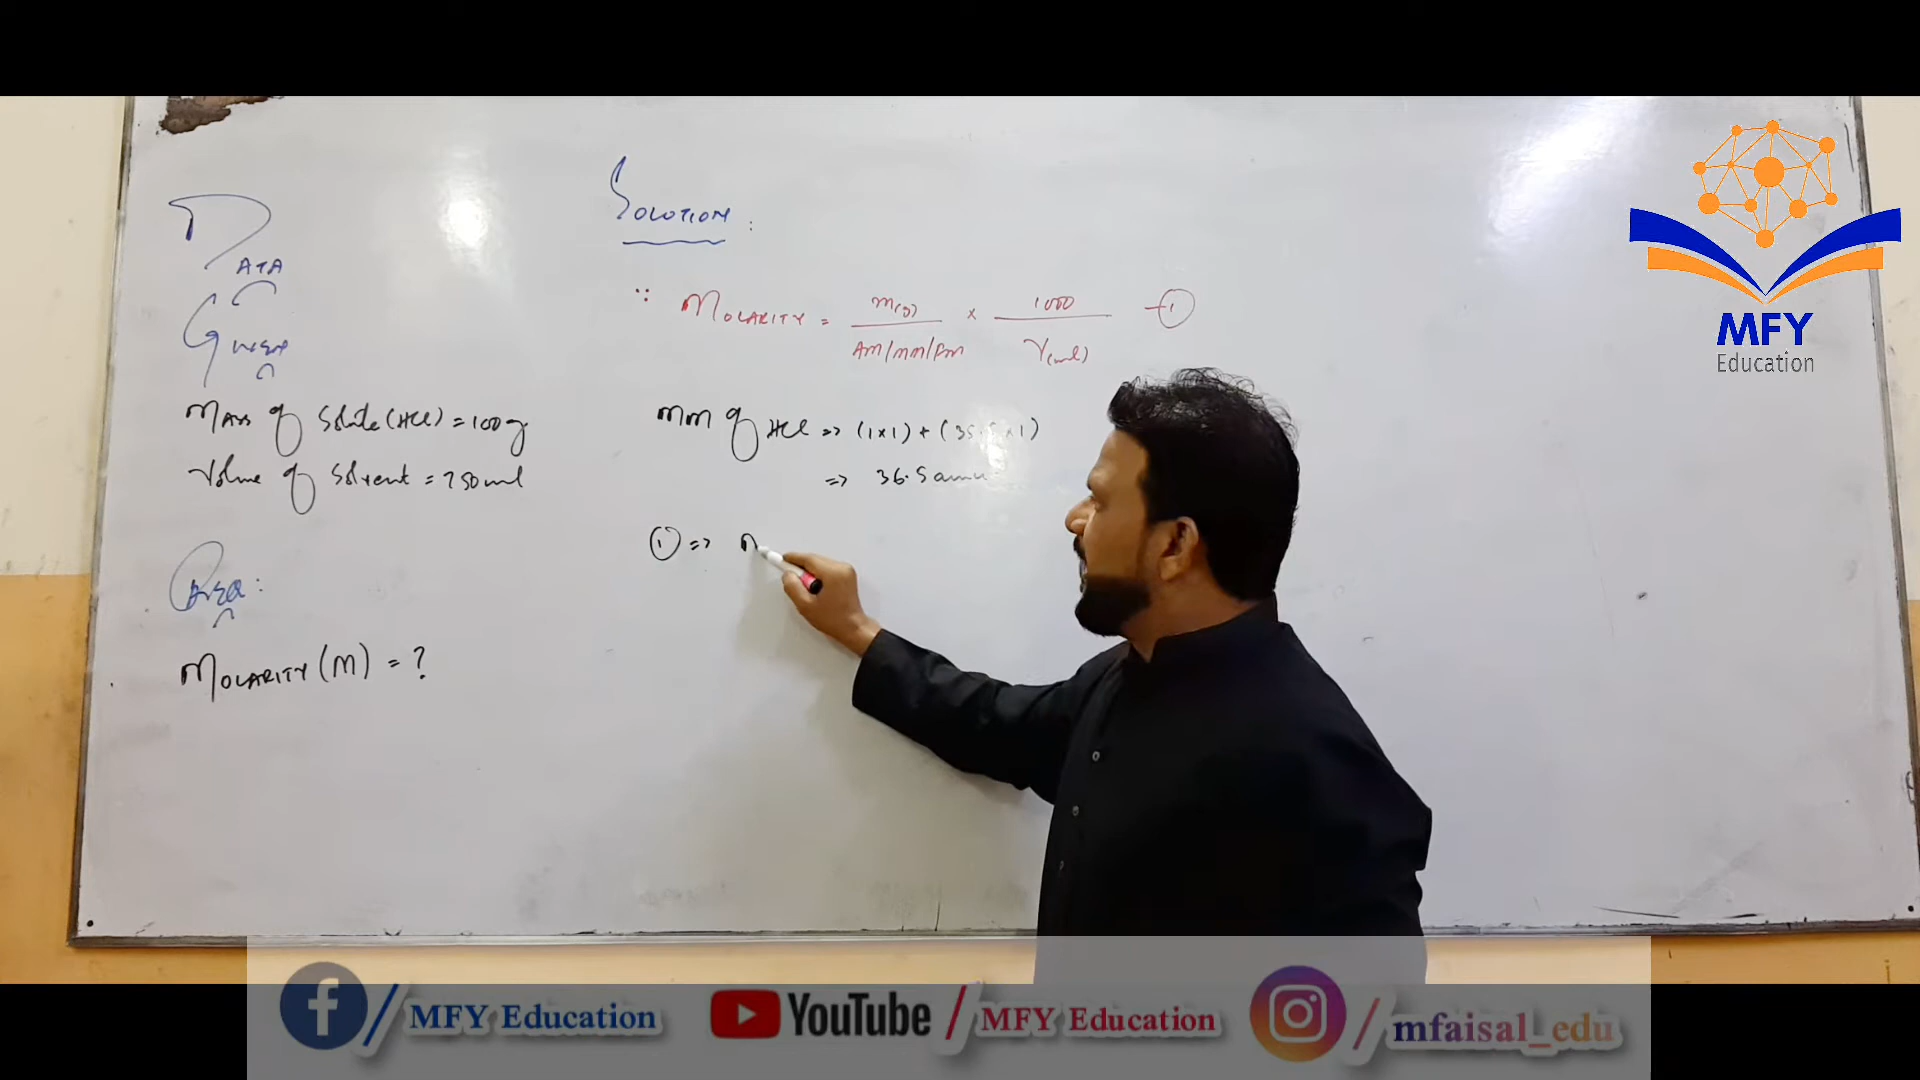 DATA
GIVEN
Mass of Solute (HCl) = 100g
Volume of Solvent = 750ml
REQ:
MOLARITY (M) = ?
SOLUTION :
∵ MOLARITY = m(g) / AM/MM/FM × 1000 / V(ml) — ①
MM of HCl => (1×1) + (35.5×1)
=> 36.5 amu
① => M
MFY
Education
f / MFY Education
YouTube / MFY Education
/ mfaisal_edu